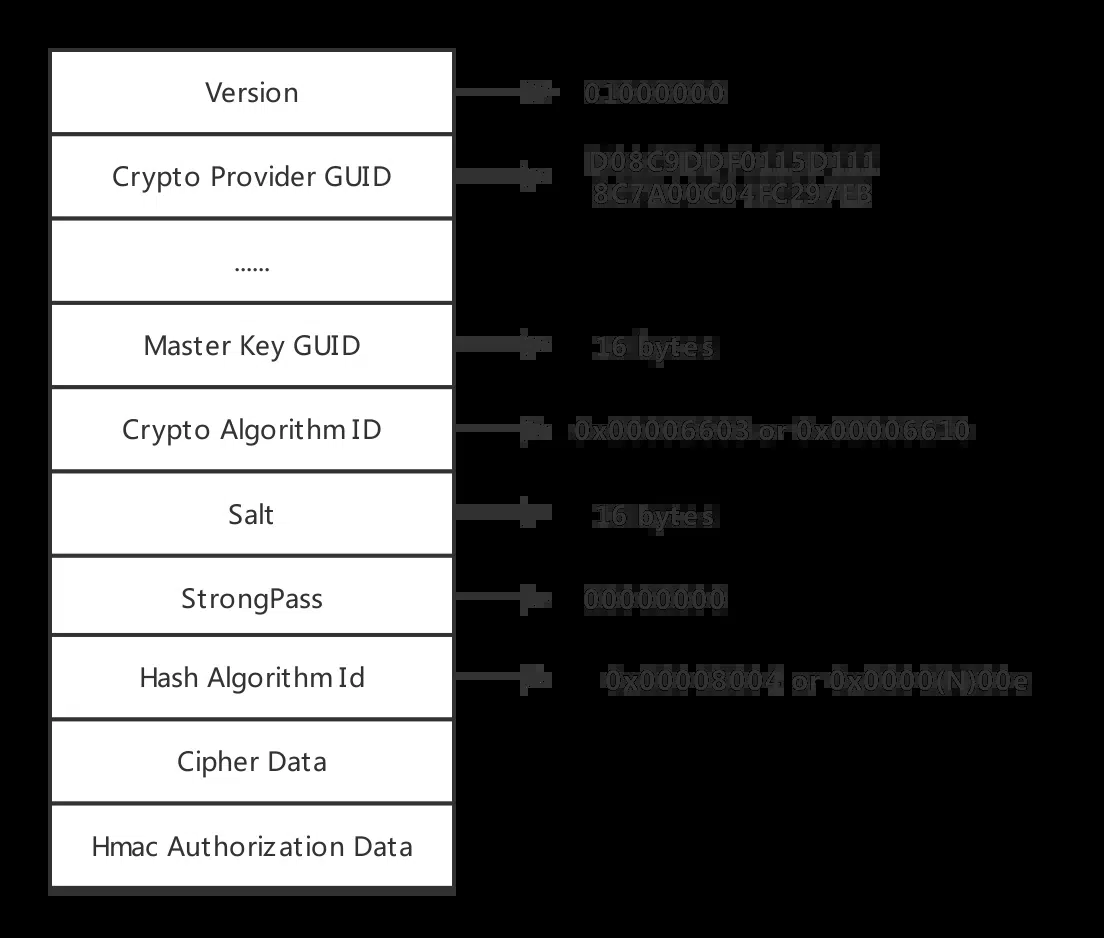 Version
01000000
Crypto Provider GUID
D08C9DDF0115D111
8C7A00C04FC297EB
......
Master Key GUID
16 bytes
Crypto Algorithm ID
0x00006603 or 0x00006610
Salt
16 bytes
StrongPass
00000000
Hash Algorithm Id
0x00008004 or 0x0000(N)00e
Cipher Data
Hmac Authorization Data